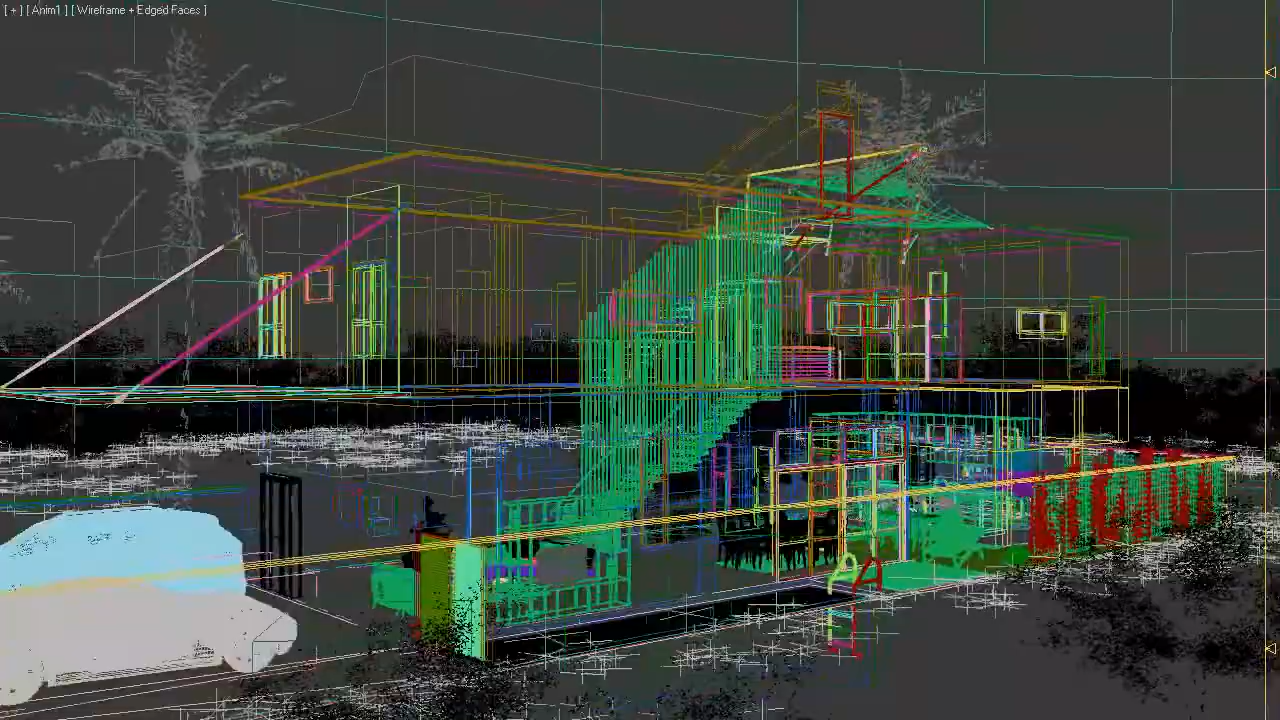 [ + ] [ Anim1 ] [ Wireframe + Edged Faces ]